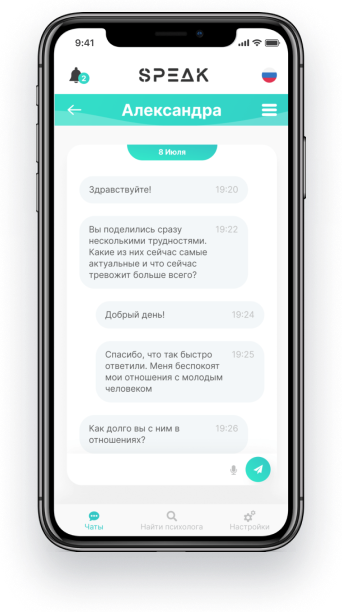 9:41
2
SPEAK
Александра
8 Июля
Здравствуйте! 19:20
Вы поделились сразу 19:22
несколькими трудностями.
Какие из них сейчас самые
актуальные и что сейчас
тревожит больше всего?
Добрый день! 19:24
Спасибо, что так быстро 19:25
ответили. Меня беспокоят
мои отношения с молодым
человеком
Как долго вы с ним в 19:26
отношениях?
Чаты Найти психолога Настройки